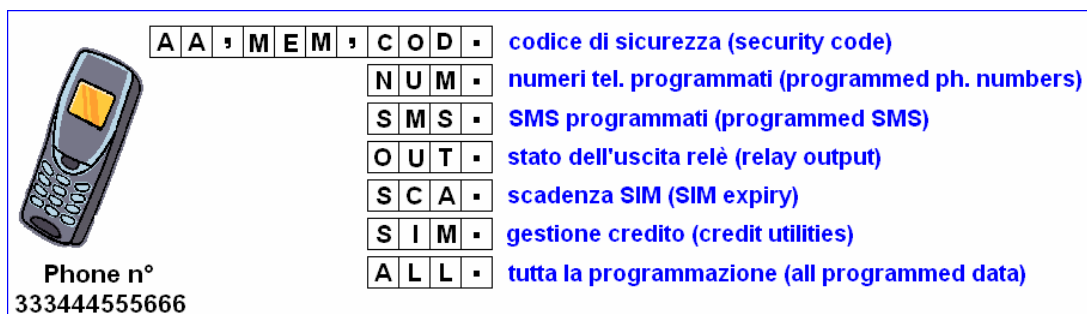 AA,MEM,COD. codice di sicurezza (security code)
NUM. numeri tel. programmati (programmed ph. numbers)
SMS. SMS programmati (programmed SMS)
OUT. stato dell'uscita relè (relay output)
SCA. scadenza SIM (SIM expiry)
SIM. gestione credito (credit utilities)
ALL. tutta la programmazione (all programmed data)
Phone n°
333444555666